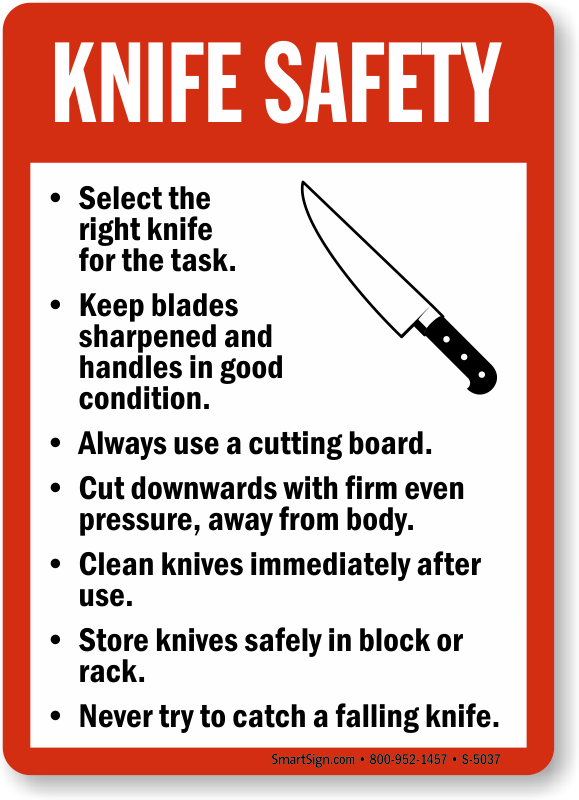 KNIFE SAFETY
• Select the
right knife
for the task.
• Keep blades
sharpened and
handles in good
condition.
• Always use a cutting board.
• Cut downwards with firm even
pressure, away from body.
• Clean knives immediately after
use.
• Store knives safely in block or
rack.
• Never try to catch a falling knife.
SmartSign.com • 800-952-1457 • S-5037